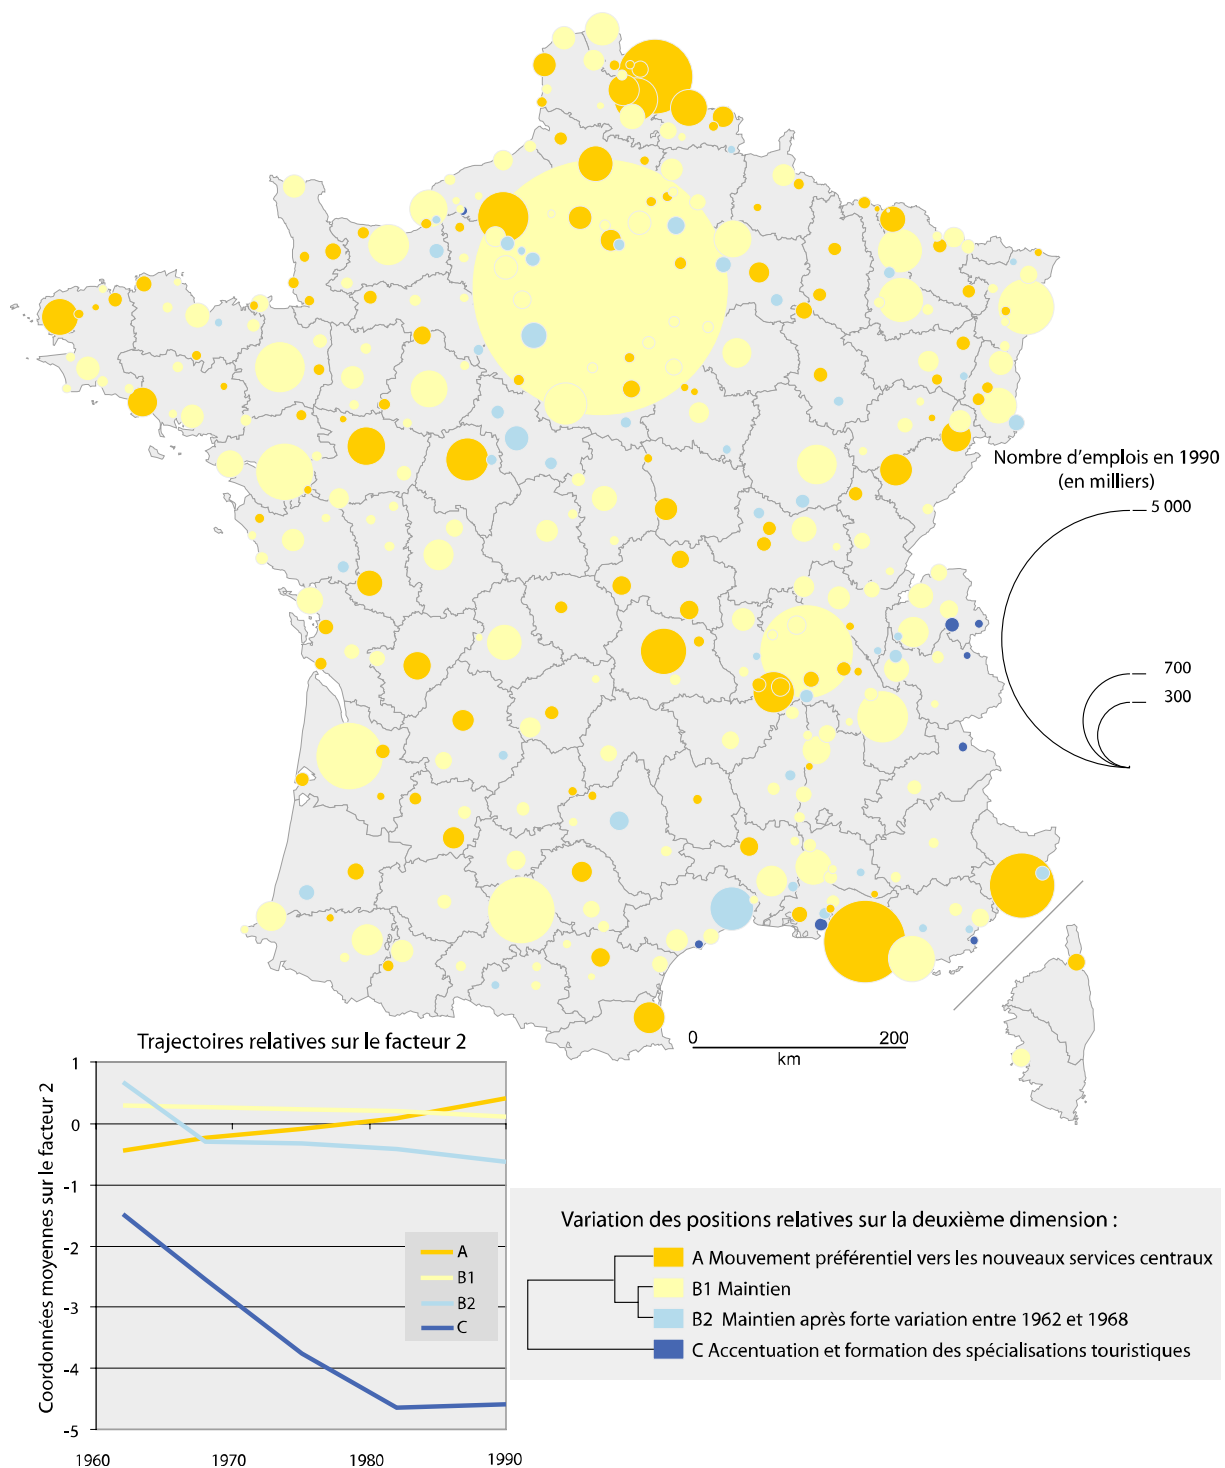 Nombre d'emplois en 1990
(en milliers)
5 000
700
300
0 200
km
Trajectoires relatives sur le facteur 2
Coordonnées moyennes sur le facteur 2
1
0
-1
-2
-3
-4
-5
1960 1970 1980 1990
A
B1
B2
C
Variation des positions relatives sur la deuxième dimension :
A Mouvement préférentiel vers les nouveaux services centraux
B1 Maintien
B2 Maintien après forte variation entre 1962 et 1968
C Accentuation et formation des spécialisations touristiques